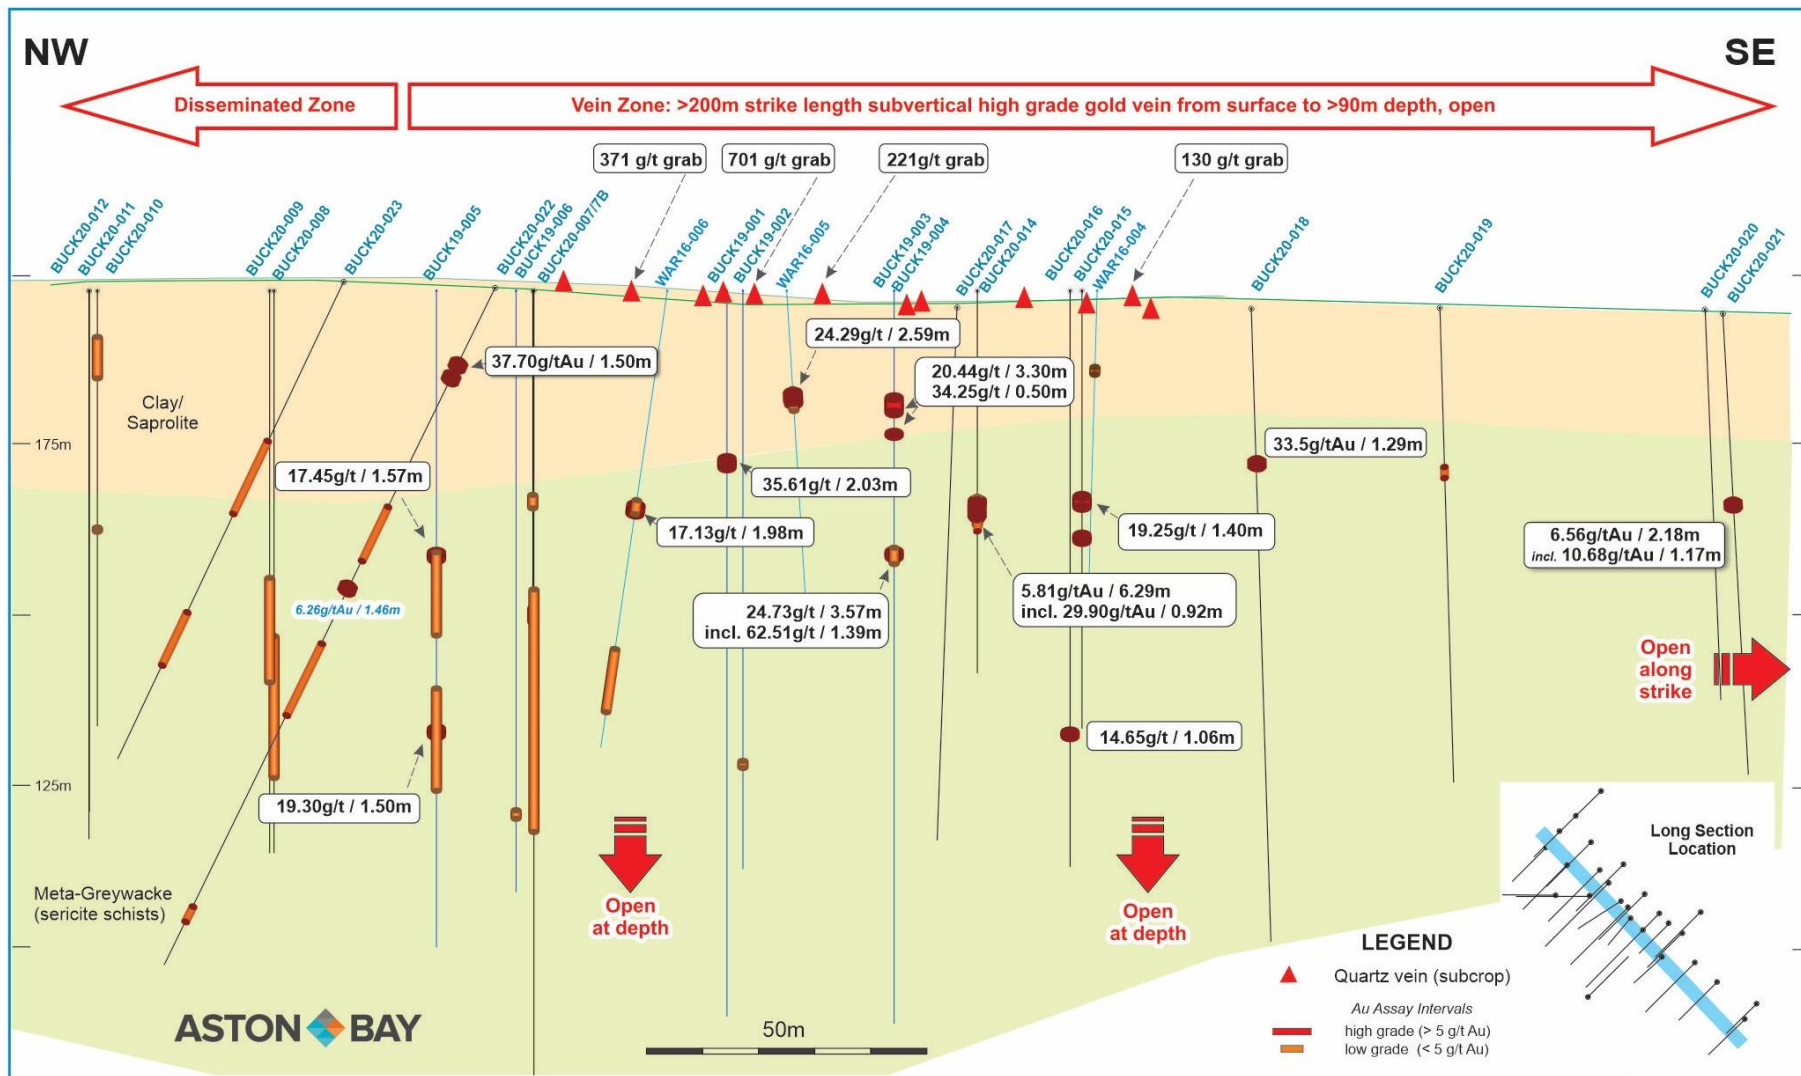 NW
SE
Disseminated Zone
Vein Zone: >200m strike length subvertical high grade gold vein from surface to >90m depth, open
371 g/t grab
701 g/t grab
221g/t grab
130 g/t grab
BUCK20-012
BUCK20-011
BUCK20-010
BUCK20-009
BUCK20-008
BUCK20-023
BUCK19-005
BUCK20-022
BUCK19-006
BUCK20-007/7B
WAR16-006
BUCK19-001
BUCK19-002
WAR16-005
BUCK19-003
BUCK19-004
BUCK20-017
BUCK20-014
BUCK20-016
BUCK20-015
WAR16-004
BUCK20-018
BUCK20-019
BUCK20-020
BUCK20-021
24.29g/t / 2.59m
37.70g/tAu / 1.50m
20.44g/t / 3.30m
34.25g/t / 0.50m
Clay/
Saprolite
175m
33.5g/tAu / 1.29m
17.45g/t / 1.57m
35.61g/t / 2.03m
17.13g/t / 1.98m
19.25g/t / 1.40m
6.56g/tAu / 2.18m
incl. 10.68g/tAu / 1.17m
6.26g/tAu / 1.46m
24.73g/t / 3.57m
incl. 62.51g/t / 1.39m
5.81g/tAu / 6.29m
incl. 29.90g/tAu / 0.92m
Open
along
strike
14.65g/t / 1.06m
125m
19.30g/t / 1.50m
Long Section
Location
Meta-Greywacke
(sericite schists)
Open
at depth
Open
at depth
LEGEND
Quartz vein (subcrop)
Au Assay Intervals
high grade (> 5 g/t Au)
low grade (< 5 g/t Au)
ASTON BAY
50m